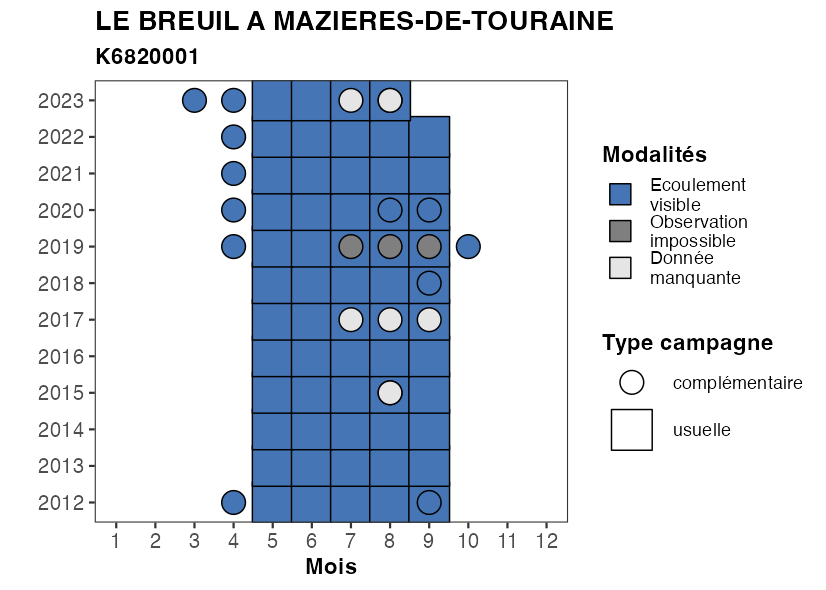 LE BREUIL A MAZIERES-DE-TOURAINE
K6820001
2023
2022
2021
2020
2019
2018
2017
2016
2015
2014
2013
2012
1 2 3 4 5 6 7 8 9 10 11 12
Mois
Modalités
Ecoulement
visible
Observation
impossible
Donnée
manquante
Type campagne
complémentaire
usuelle